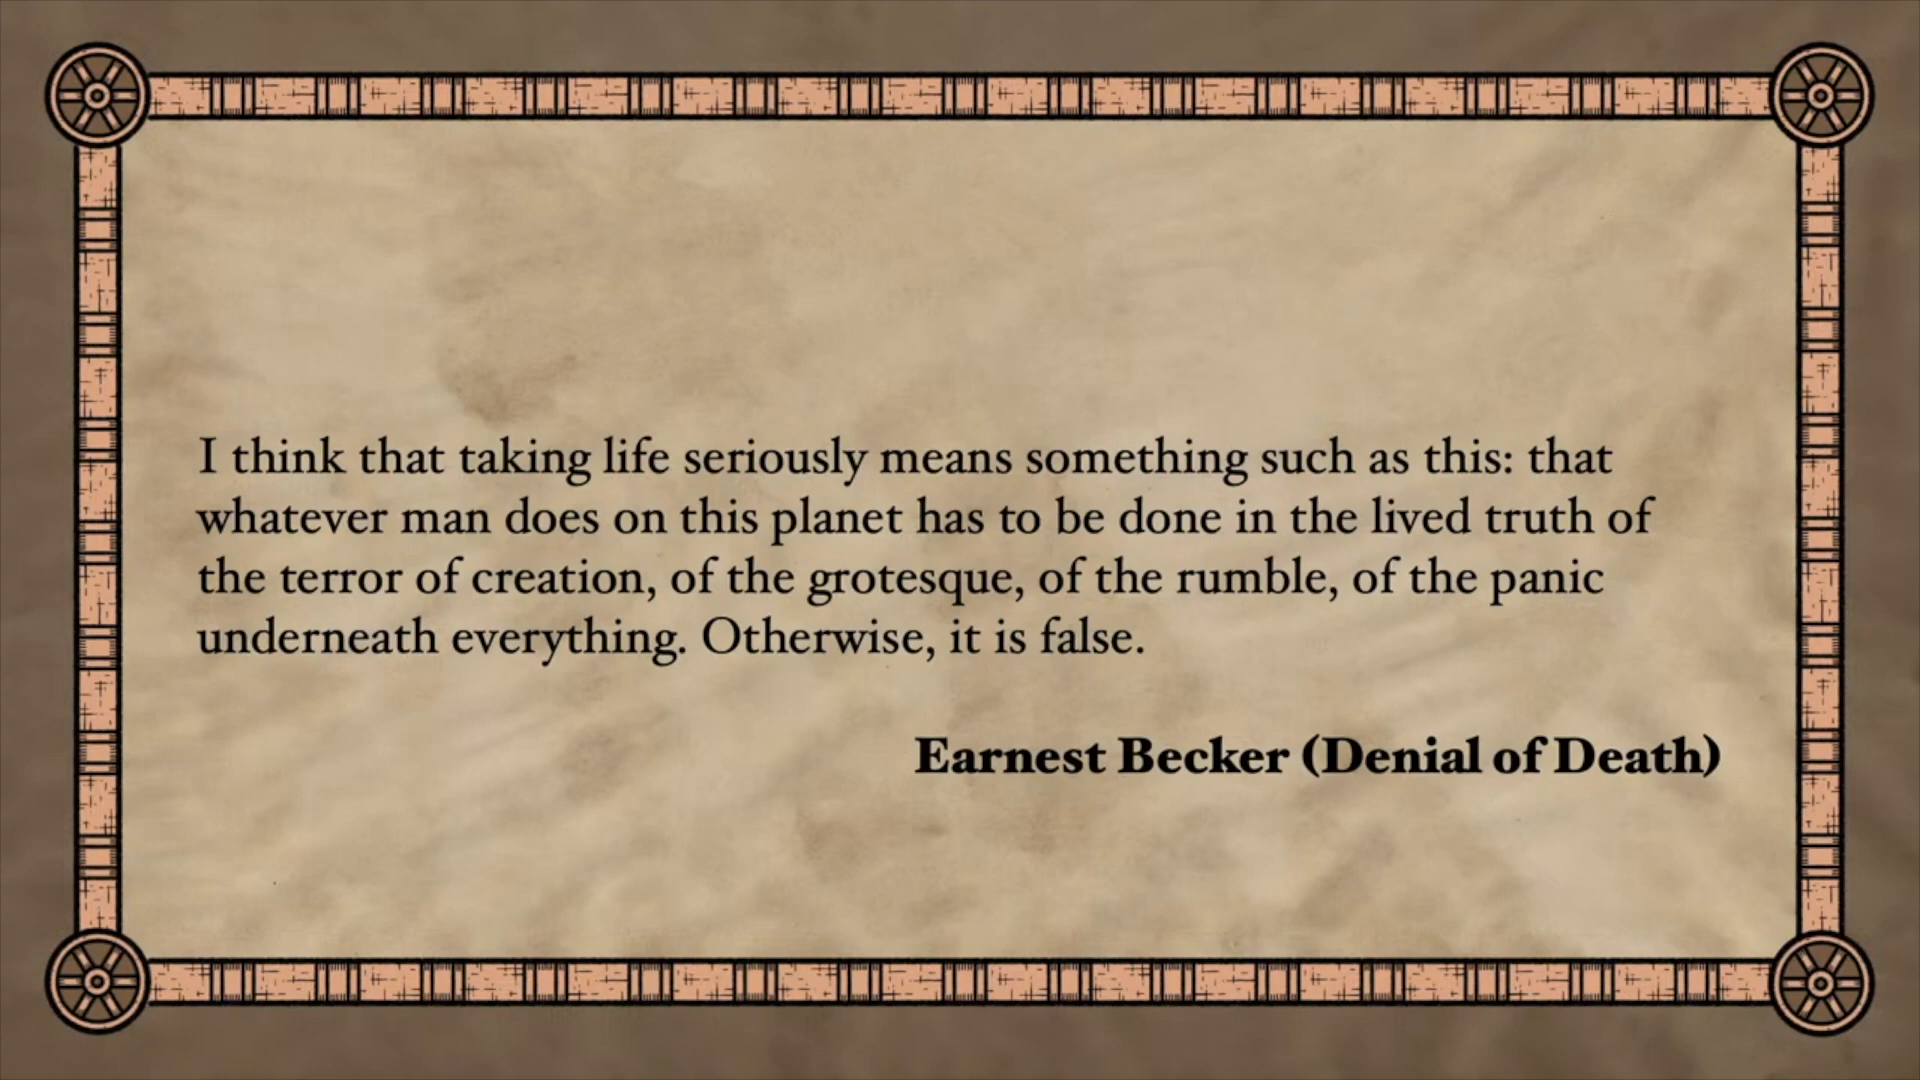 I think that taking life seriously means something such as this: that
whatever man does on this planet has to be done in the lived truth of
the terror of creation, of the grotesque, of the rumble, of the panic
underneath everything. Otherwise, it is false.
Earnest Becker (Denial of Death)